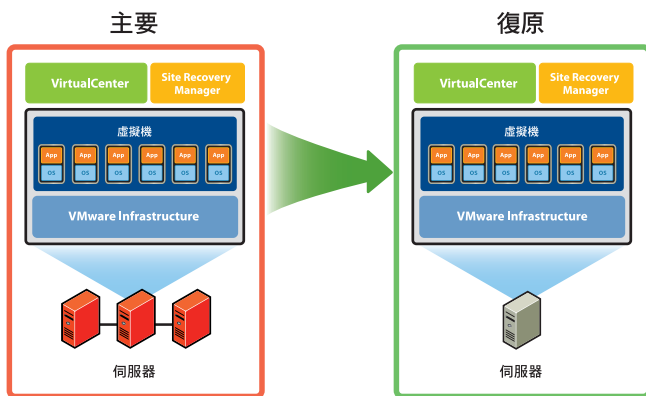 主要
VirtualCenter
Site Recovery
Manager
虛擬機
App App App App App App
OS OS OS OS OS OS
VMware Infrastructure
伺服器
復原
VirtualCenter
Site Recovery
Manager
虛擬機
App App App App App App
OS OS OS OS OS OS
VMware Infrastructure
伺服器